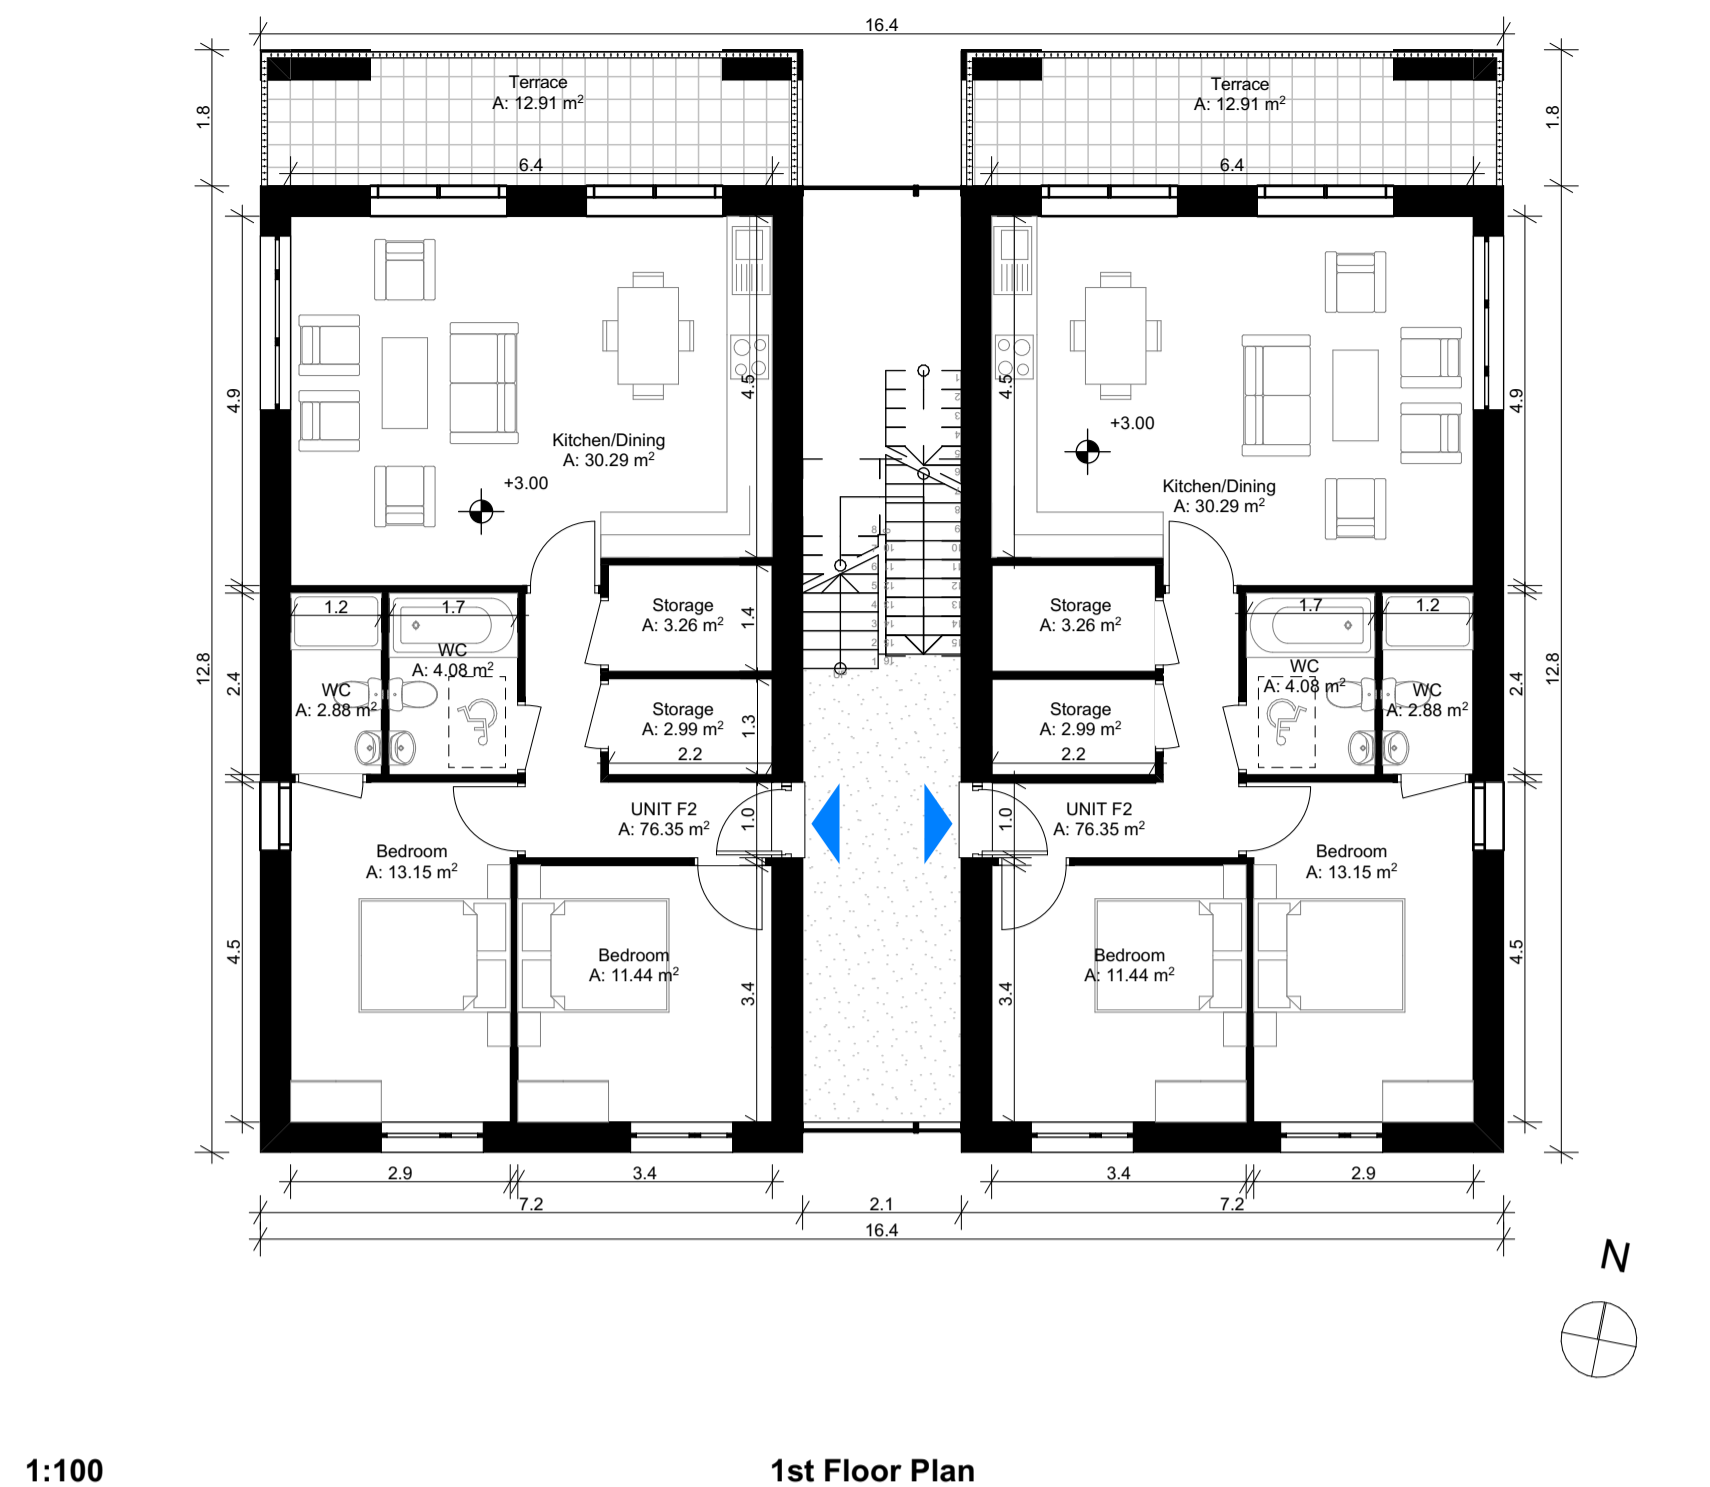 16.4
Terrace
A: 12.91 m²
Terrace
A: 12.91 m²
1.8
1.8
6.4
6.4
4.9
4.5
4.5
4.9
Kitchen/Dining
A: 30.29 m²
+3.00
+3.00
Kitchen/Dining
A: 30.29 m²
1.2
1.7
Storage
A: 3.26 m²
1.4
Storage
A: 3.26 m²
1.7
1.2
WC
A: 4.08 m²
WC
A: 2.88 m²
WC
A: 4.08 m²
WC
A: 2.88 m²
12.8
2.4
2.4
12.8
Storage
A: 2.99 m²
1.3
2.2
Storage
A: 2.99 m²
2.2
UNIT F2
A: 76.35 m²
1.0
1.0
UNIT F2
A: 76.35 m²
Bedroom
A: 13.15 m²
Bedroom
A: 13.15 m²
4.5
Bedroom
A: 11.44 m²
3.4
3.4
Bedroom
A: 11.44 m²
4.5
2.9
3.4
3.4
2.9
7.2
2.1
7.2
16.4
N
1:100
1st Floor Plan